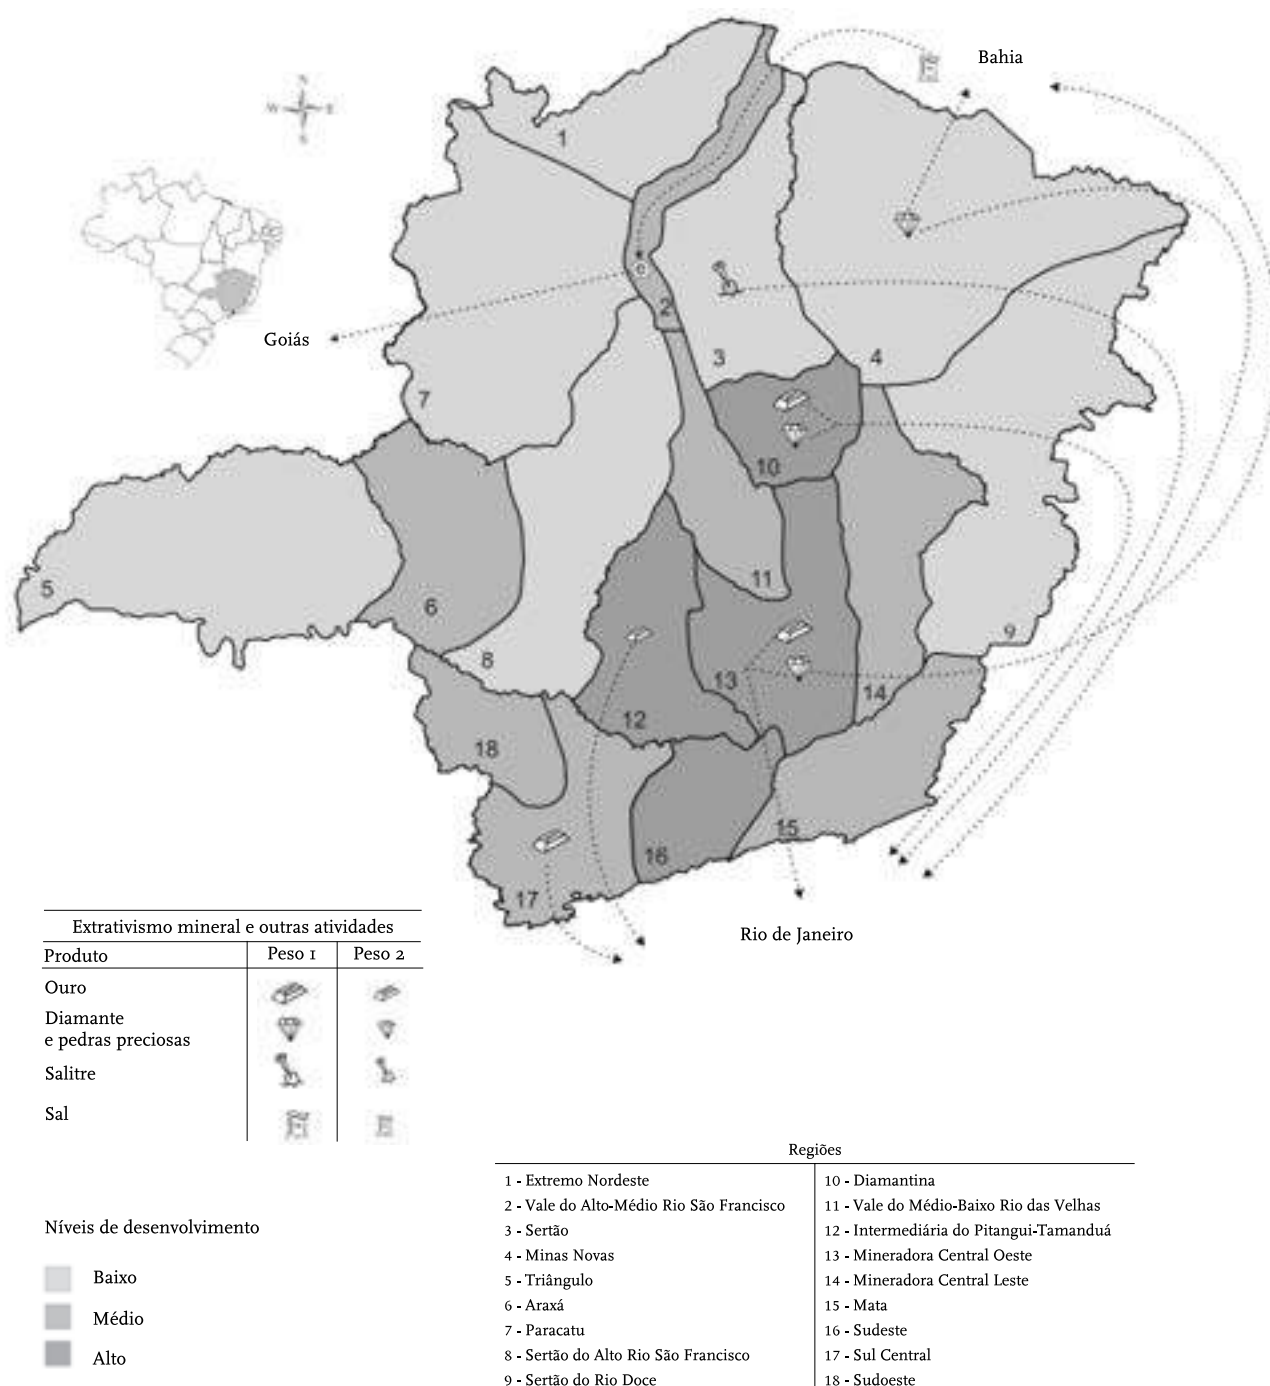 N
W E
S
Bahia
Goiás
Rio de Janeiro
1
2
3
4
5
6
7
8
9
10
11
12
13
14
15
16
17
18
Extrativismo mineral e outras atividades
Produto Peso 1 Peso 2
Ouro
Diamante
e pedras preciosas
Salitre
Sal
Níveis de desenvolvimento
Baixo
Médio
Alto
Regiões
1 - Extremo Nordeste
2 - Vale do Alto-Médio Rio São Francisco
3 - Sertão
4 - Minas Novas
5 - Triângulo
6 - Araxá
7 - Paracatu
8 - Sertão do Alto Rio São Francisco
9 - Sertão do Rio Doce
10 - Diamantina
11 - Vale do Médio-Baixo Rio das Velhas
12 - Intermediária do Pitangui-Tamanduá
13 - Mineradora Central Oeste
14 - Mineradora Central Leste
15 - Mata
16 - Sudeste
17 - Sul Central
18 - Sudoeste